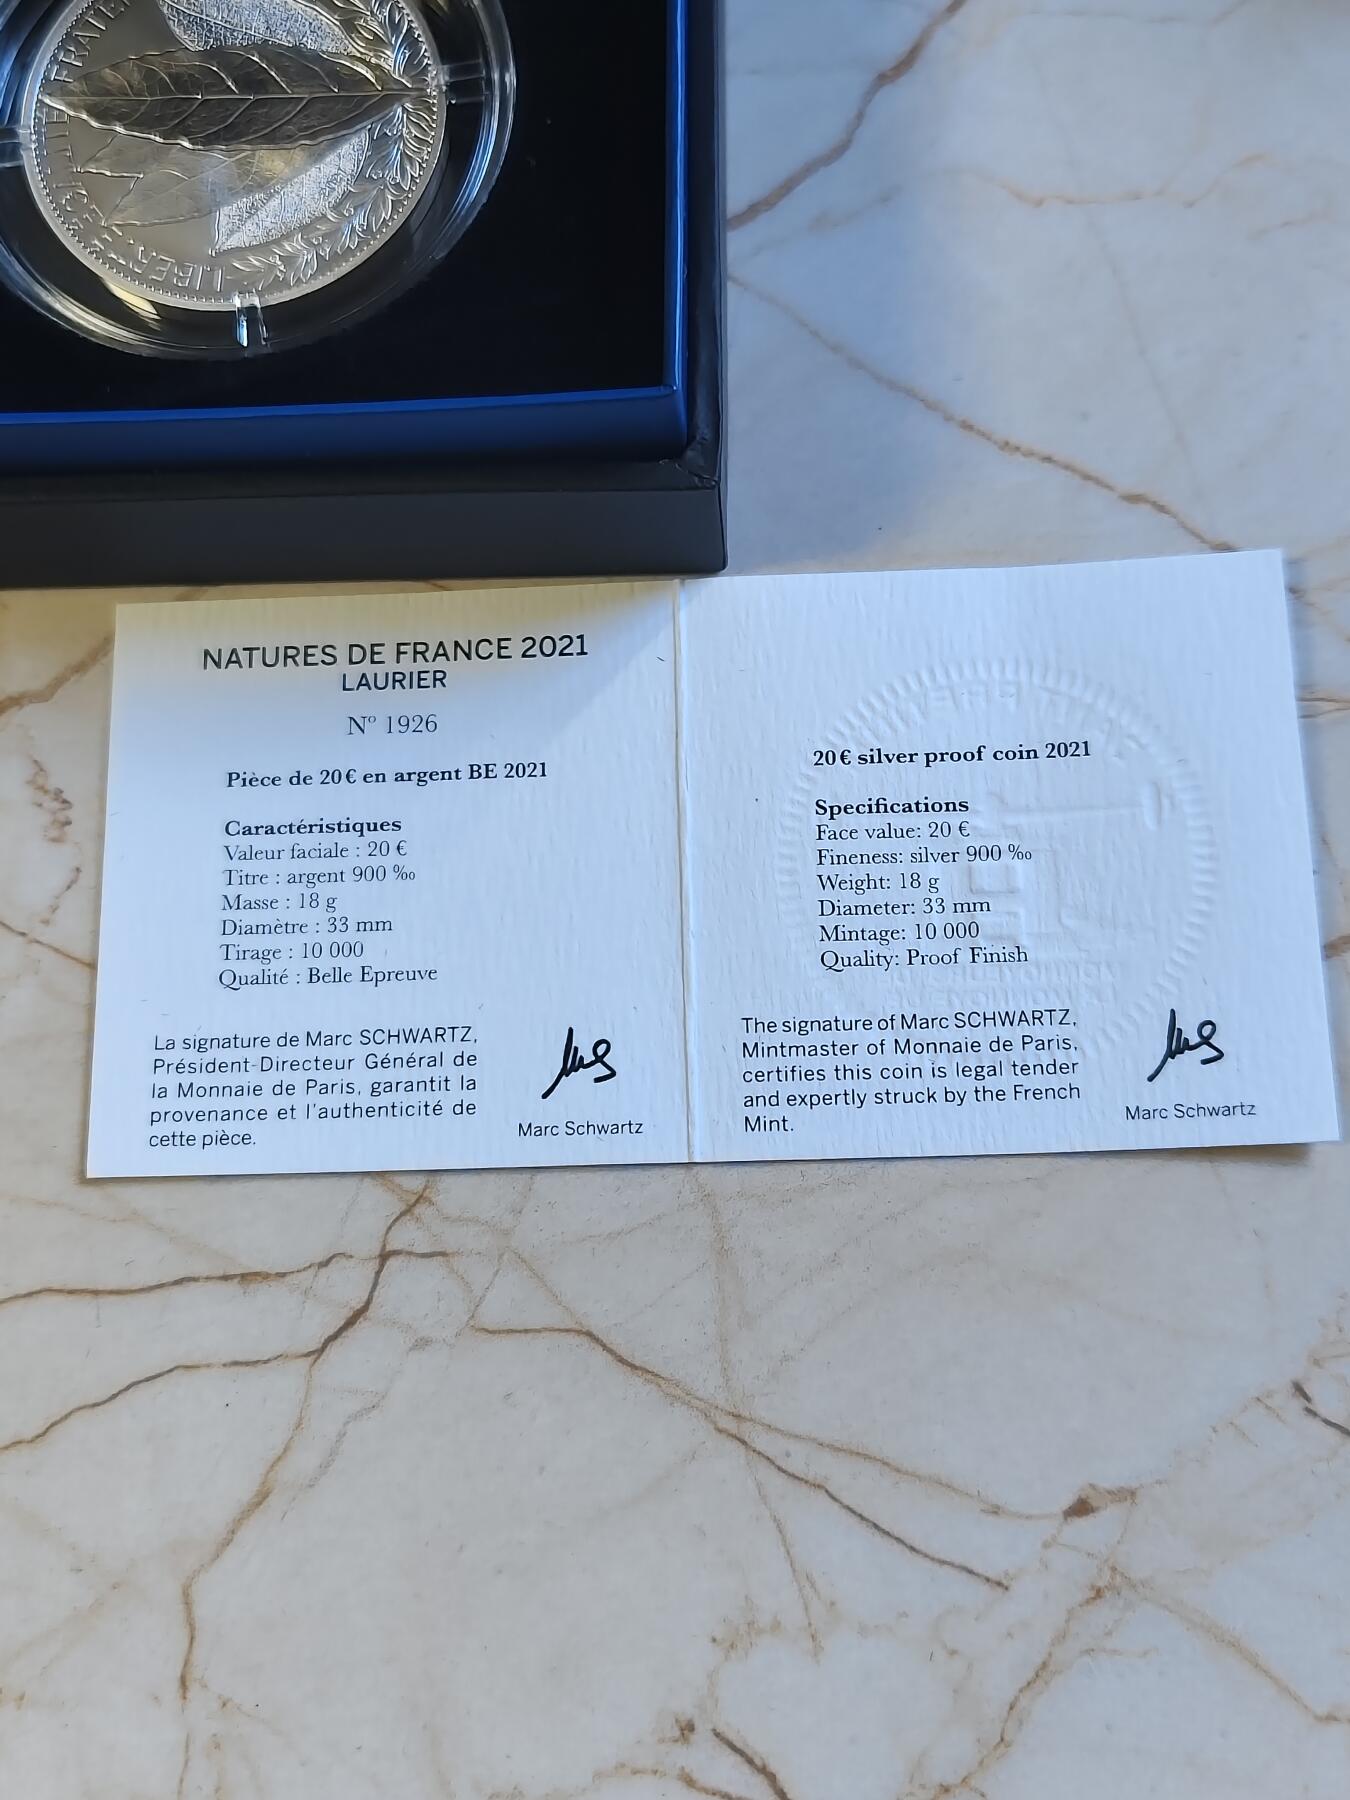 LIBERTE
NATURES DE FRANCE 2021
LAURIER
Nº 1926
Pièce de 20€ en argent BE 2021
Caractéristiques
Valeur faciale : 20 €
Titre : argent 900 ‰
Masse : 18 g
Diamètre : 33 mm
Tirage : 10 000
Qualité : Belle Epreuve
La signature de Marc SCHWARTZ,
Président-Directeur Général de
la Monnaie de Paris, garantit la
provenance et l'authenticité de
cette pièce.
Marc Schwartz
20€ silver proof coin 2021
Specifications
Face value: 20 €
Fineness: silver 900 ‰
Weight: 18 g
Diameter: 33 mm
Mintage: 10 000
Quality: Proof Finish
The signature of Marc SCHWARTZ,
Mintmaster of Monnaie de Paris,
certifies this coin is legal tender
and expertly struck by the French
Mint.
Marc Schwartz